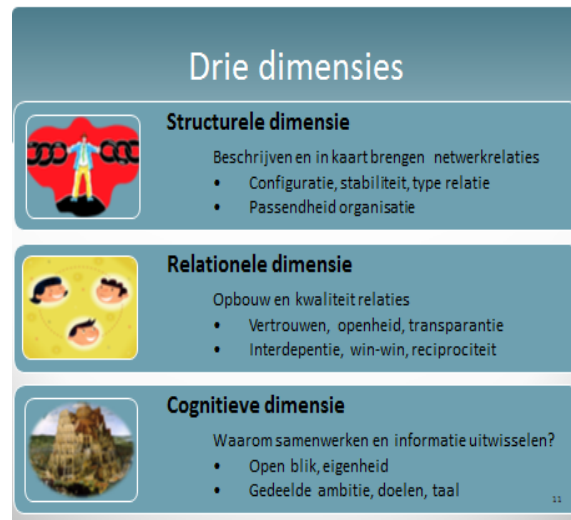 Drie dimensies
Structurele dimensie
Beschrijven en in kaart brengen netwerkrelaties
• Configuratie, stabiliteit, type relatie
• Passendheid organisatie
Relationele dimensie
Opbouw en kwaliteit relaties
• Vertrouwen, openheid, transparantie
• Interdepentie, win-win, reciprociteit
Cognitieve dimensie
Waarom samenwerken en informatie uitwisselen?
• Open blik, eigenheid
• Gedeelde ambitie, doelen, taal
11